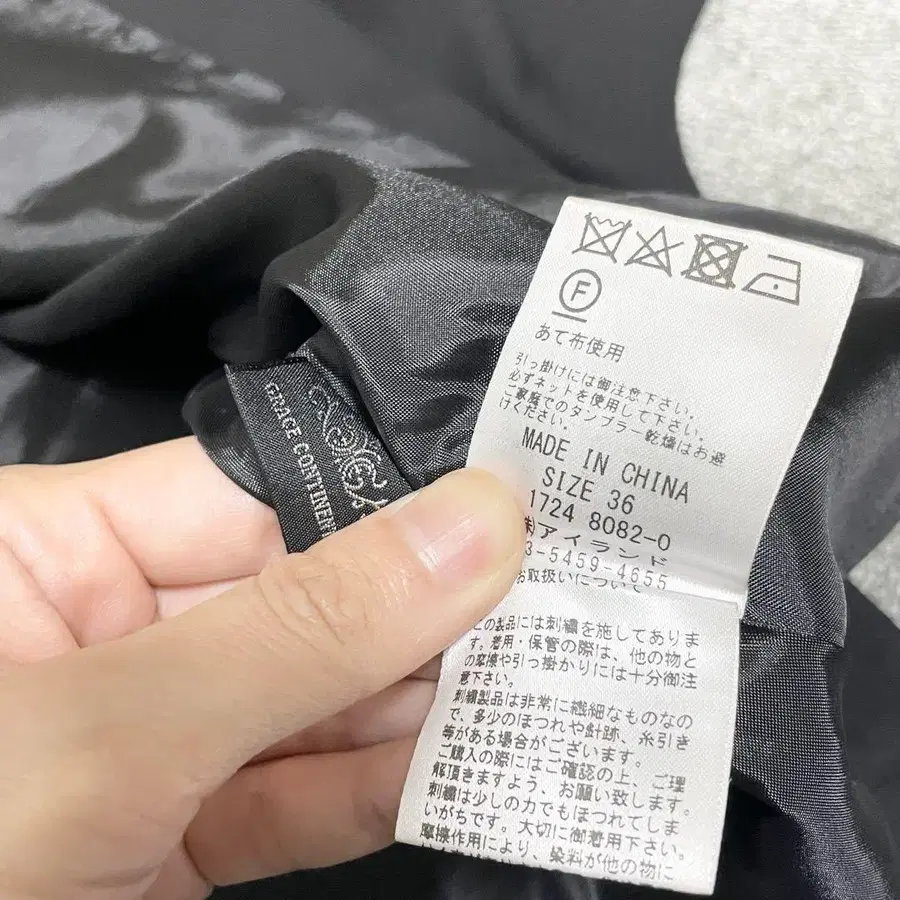 GRACE CONTINEN
F
あて布使用
引っ掛けには御注意下さい。
必ずネットを使用して下さい。
ご家庭でのタンブラー乾燥はお避
けください。
MADE IN CHINA
SIZE 36
1724 8082-0
㈱アイランド
3-5459-4655
お取扱いについて
この製品には刺繍を施してありま
す。着用・保管の際は、他の物と
の摩擦や引っ掛かりには十分御注
意下さい。
刺繍製品は非常に繊細なものなの
で、多少のほつれや針跡、糸引き
等がある場合がございます。
ご購入の際にはご確認の上、ご理
解頂きますよう、お願い致します。
刺繍は少しの力でもほつれてしま
いがちです。大切に御着用下さい。
摩擦作用により、染料が他の物に